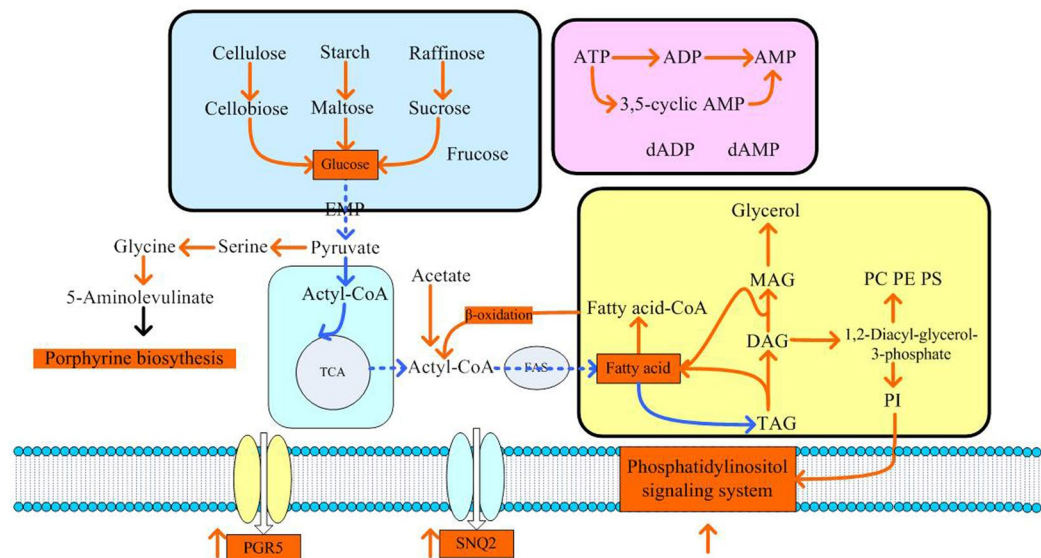 Cellulose
Starch
Raffinose
Cellobiose
Maltose
Sucrose
Glucose
Frucose
ATP
ADP
AMP
3,5-cyclic AMP
dADP
dAMP
EMP
Glycine
Serine
Pyruvate
5-Aminolevulinate
Porphyrine biosythesis
Actyl-CoA
TCA
Acetate
β-oxidation
Actyl-CoA
FAS
Fatty acid-CoA
Fatty acid
Glycerol
MAG
DAG
TAG
PC PE PS
1,2-Diacyl-glycerol-
3-phosphate
PI
Phosphatidylinositol
signaling system
PGR5
SNQ2